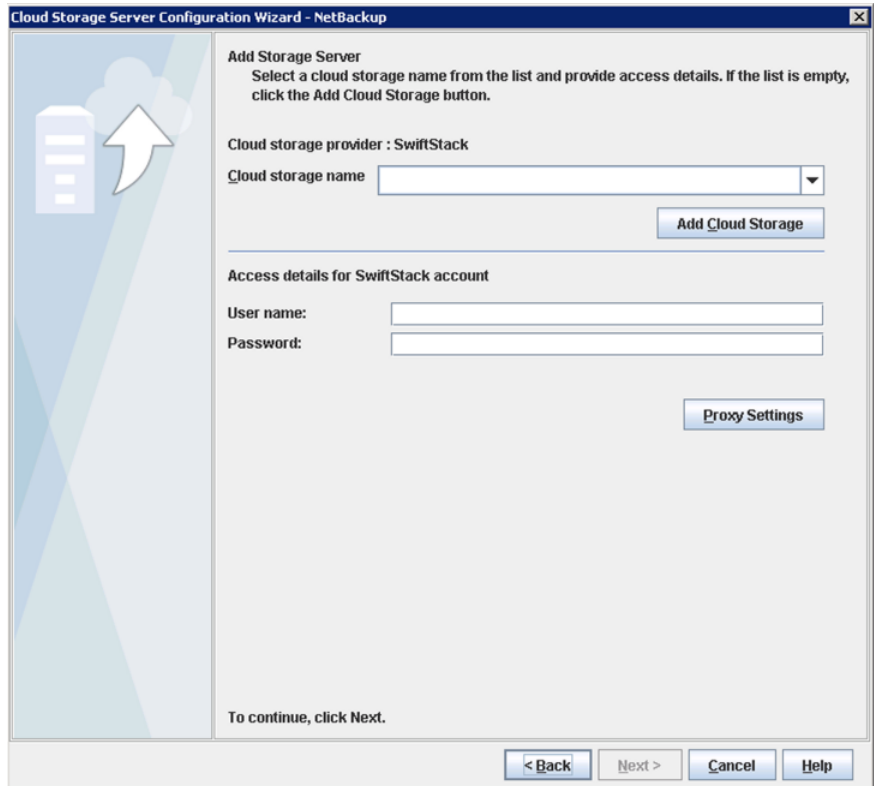 Cloud Storage Server Configuration Wizard - NetBackup
Add Storage Server
Select a cloud storage name from the list and provide access details. If the list is empty,
click the Add Cloud Storage button.
Cloud storage provider : SwiftStack
Cloud storage name
Add Cloud Storage
Access details for SwiftStack account
User name:
Password:
Proxy Settings
To continue, click Next.
< Back Next > Cancel Help